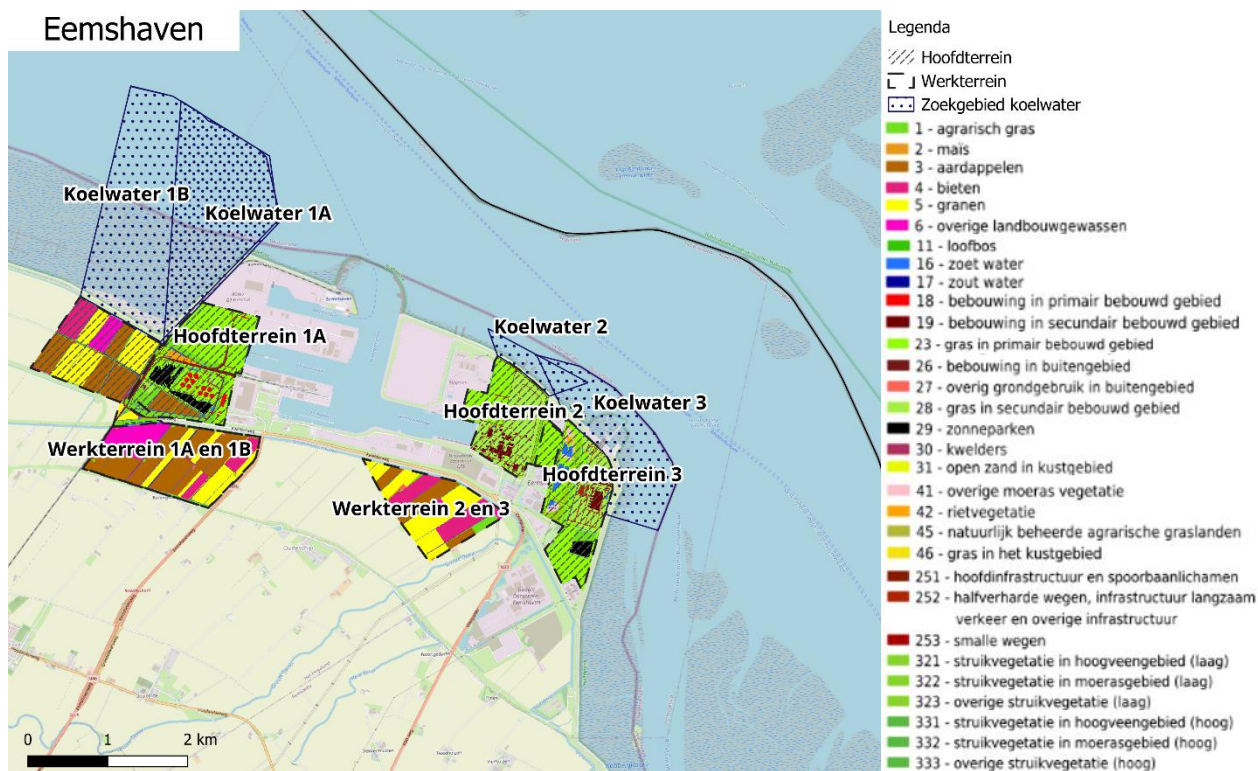 Eemshaven
Koelwater 1B
Koelwater 1A
Hoofdterrein 1A
Koelwater 2
Koelwater 3
Hoofdterrein 2
Hoofdterrein 3
Werkterrein 1A en 1B
Werkterrein 2 en 3
0 1 2 km
Legenda
Hoofdterrein
Werkterrein
Zoekgebied koelwater
1 - agrarisch gras
2 - maïs
3 - aardappelen
4 - bieten
5 - granen
6 - overige landbouwgewassen
11 - loofbos
16 - zoet water
17 - zout water
18 - bebouwing in primair bebouwd gebied
19 - bebouwing in secundair bebouwd gebied
23 - gras in primair bebouwd gebied
26 - bebouwing in buitengebied
27 - overig grondgebruik in buitengebied
28 - gras in secundair bebouwd gebied
29 - zonneparken
30 - kwelders
31 - open zand in kustgebied
41 - overige moeras vegetatie
42 - rietvegetatie
45 - natuurlijk beheerde agrarische graslanden
46 - gras in het kustgebied
251 - hoofdinfrastructuur en spoorbaanlichamen
252 - halfverharde wegen, infrastructuur langzaam
verkeer en overige infrastructuur
253 - smalle wegen
321 - struikvegetatie in hoogveengebied (laag)
322 - struikvegetatie in moerasgebied (laag)
323 - overige struikvegetatie (laag)
331 - struikvegetatie in hoogveengebied (hoog)
332 - struikvegetatie in moerasgebied (hoog)
333 - overige struikvegetatie (hoog)